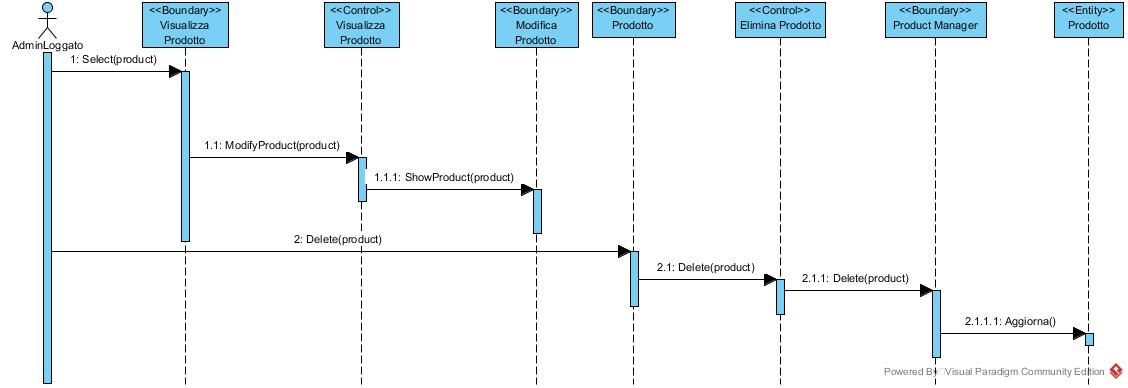 <<Boundary>>
Visualizza
Prodotto
<<Control>>
Visualizza
Prodotto
<<Boundary>>
Modifica
Prodotto
<<Boundary>>
Prodotto
<<Control>>
Elimina Prodotto
<<Boundary>>
Product Manager
<<Entity>>
Prodotto
AdminLoggato
1: Select(product)
1.1: ModifyProduct(product)
1.1.1: ShowProduct(product)
2: Delete(product)
2.1: Delete(product)
2.1.1: Delete(product)
2.1.1.1: Aggiorna()
Powered By Visual Paradigm Community Edition